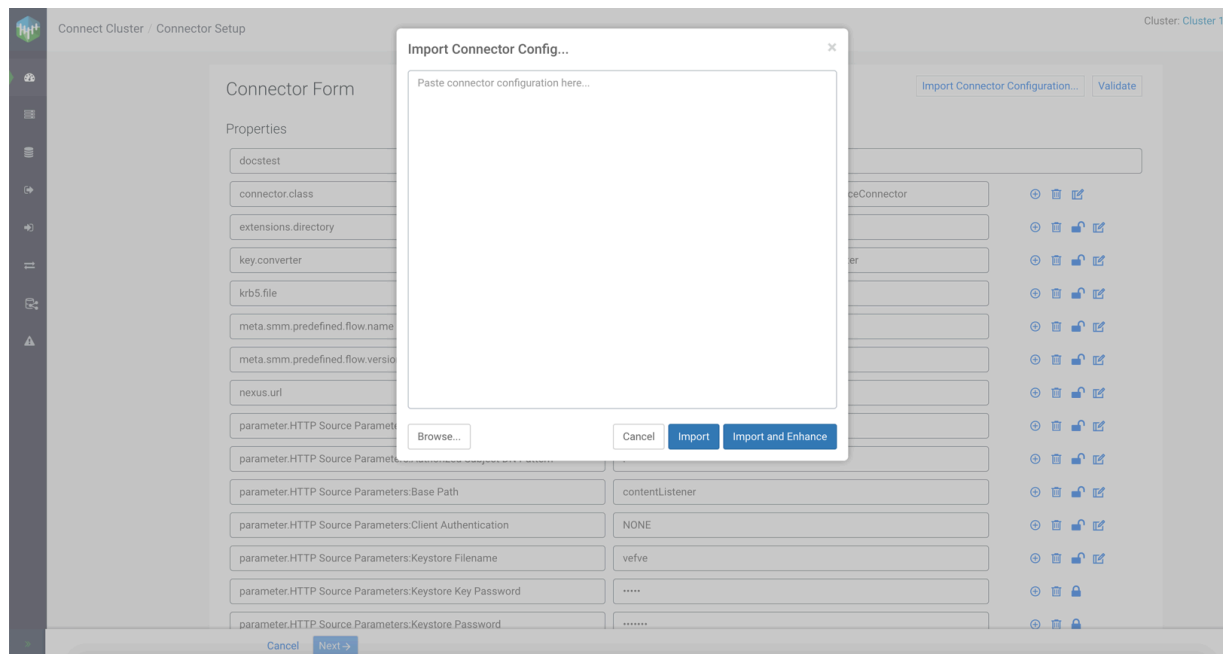 Connect Cluster / Connector Setup
Cluster: Cluster 1
Import Connector Config...
×
Paste connector configuration here...
Connector Form
Import Connector Configuration...
Validate
Properties
docstest
connector.class
ceConnector
extensions.directory
key.converter
krb5.file
meta.smm.predefined.flow.name
meta.smm.predefined.flow.versio
nexus.url
parameter.HTTP Source Paramet
Browse...
Cancel
Import
Import and Enhance
parameter.HTTP Source Paramete
parameter.HTTP Source Parameters:Base Path
contentListener
parameter.HTTP Source Parameters:Client Authentication
NONE
parameter.HTTP Source Parameters:Keystore Filename
vefve
parameter.HTTP Source Parameters:Keystore Key Password
•••••
parameter.HTTP Source Parameters:Keystore Password
•••••••
Cancel
Next→